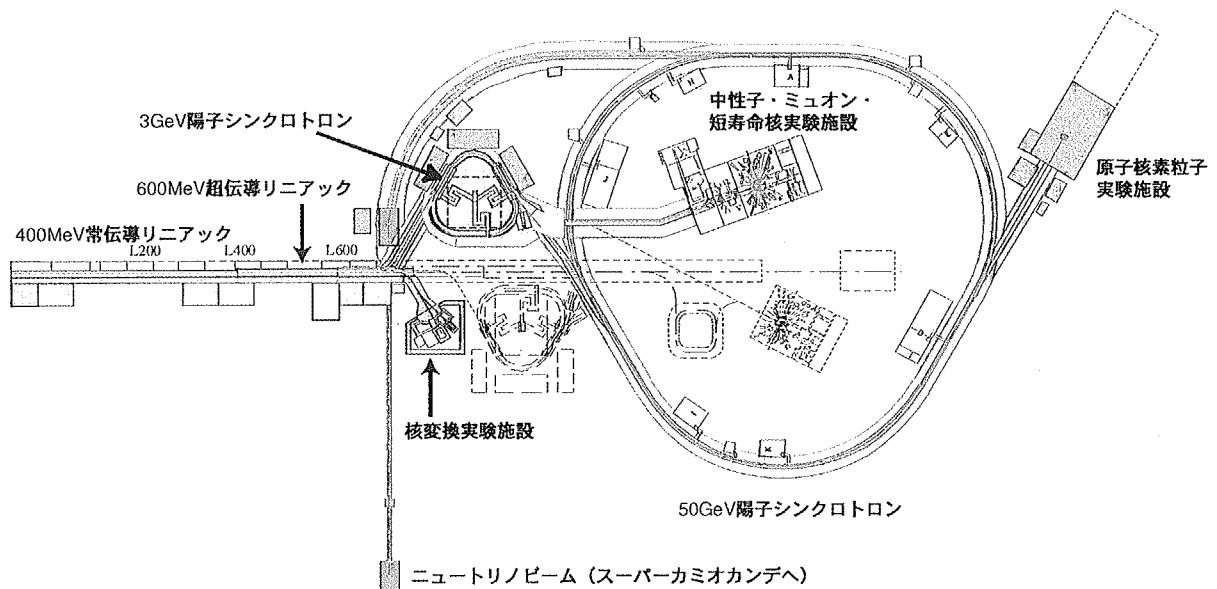 中性子・ミュオン・
短寿命核実験施設
3GeV陽子シンクロトロン
原子核素粒子
実験施設
600MeV超伝導リニアック
400MeV常伝導リニアック
L200
L400
L600
核変換実験施設
50GeV陽子シンクロトロン
ニュートリノビーム（スーパーカミオカンデへ）